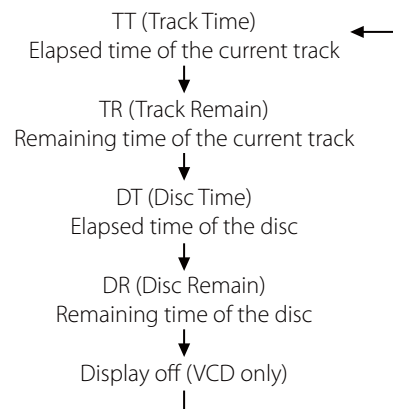 TT (Track Time)
Elapsed time of the current track
TR (Track Remain)
Remaining time of the current track
DT (Disc Time)
Elapsed time of the disc
DR (Disc Remain)
Remaining time of the disc
Display off (VCD only)